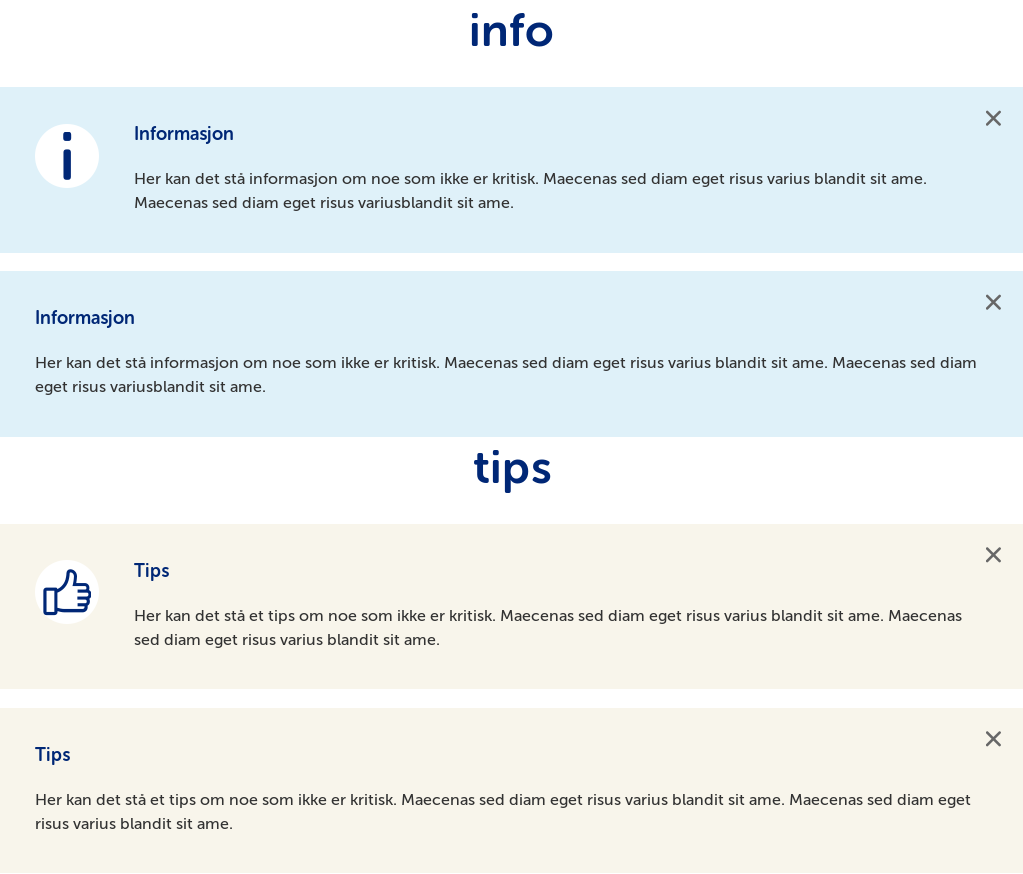 info
Informasjon
Her kan det stå informasjon om noe som ikke er kritisk. Maecenas sed diam eget risus varius blandit sit ame.
Maecenas sed diam eget risus variusblandit sit ame.
Informasjon
Her kan det stå informasjon om noe som ikke er kritisk. Maecenas sed diam eget risus varius blandit sit ame. Maecenas sed diam
eget risus variusblandit sit ame.
tips
Tips
Her kan det stå et tips om noe som ikke er kritisk. Maecenas sed diam eget risus varius blandit sit ame. Maecenas
sed diam eget risus varius blandit sit ame.
Tips
Her kan det stå et tips om noe som ikke er kritisk. Maecenas sed diam eget risus varius blandit sit ame. Maecenas sed diam eget
risus varius blandit sit ame.